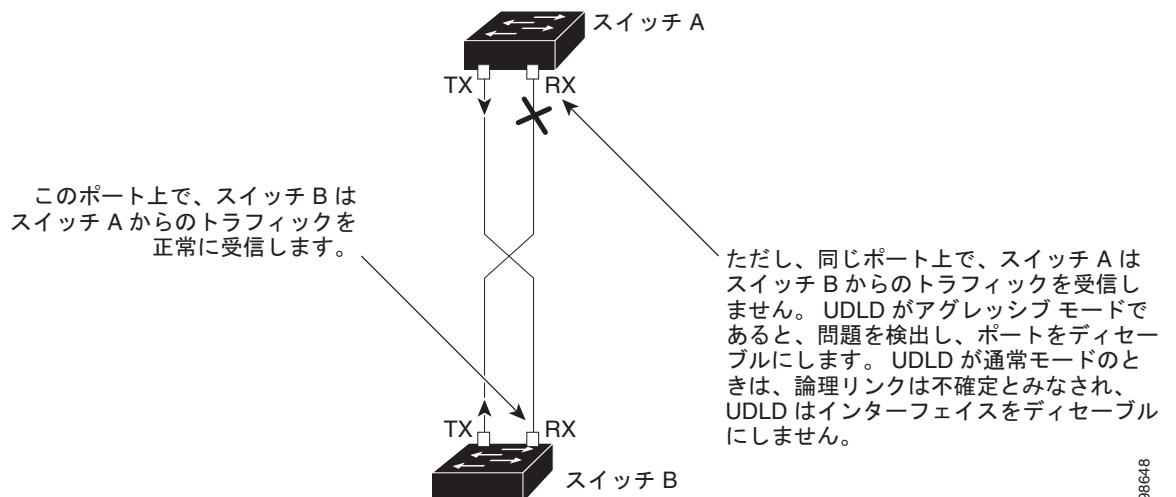 スイッチ A
TX
RX
このポート上で、スイッチ B は
スイッチ A からのトラフィックを
正常に受信します。
ただし、同じポート上で、スイッチ A は
スイッチ B からのトラフィックを受信し
ません。 UDLD がアグレッシブ モードで
あると、問題を検出し、ポートをディセー
ブルにします。 UDLD が通常モードのと
きは、論理リンクは不確定とみなされ、
UDLD はインターフェイスをディセーブル
にしません。
TX
RX
スイッチ B
98648